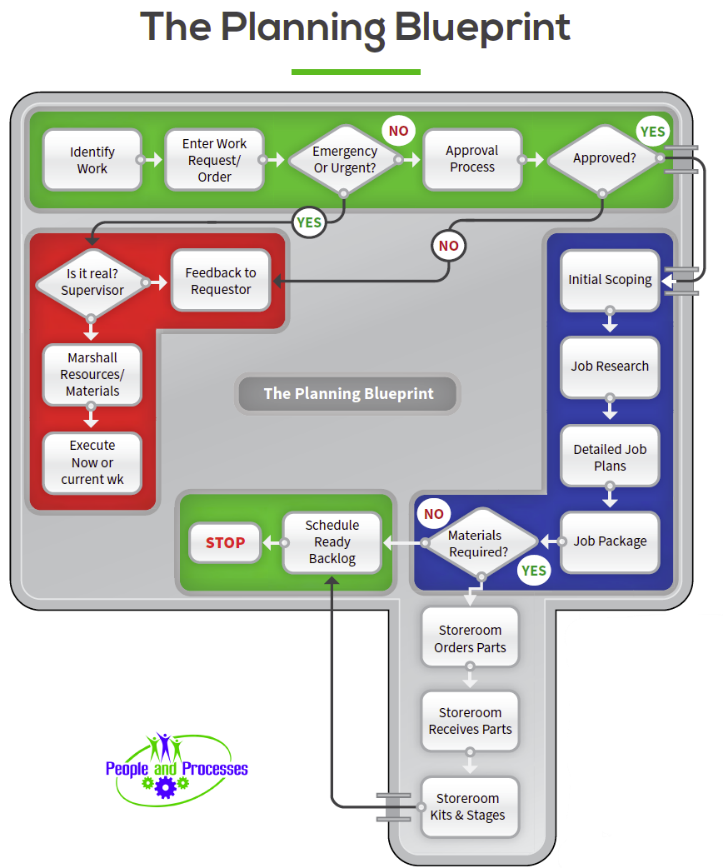 The Planning Blueprint
Identify
Work
Enter Work
Request/
Order
Emergency
Or Urgent?
NO
Approval
Process
Approved?
YES
YES
NO
Is it real?
Supervisor
Feedback to
Requestor
Marshall
Resources/
Materials
Execute
Now or
current wk
The Planning Blueprint
Initial Scoping
Job Research
Detailed Job
Plans
Job Package
Materials
Required?
NO
YES
Schedule
Ready
Backlog
STOP
Storeroom
Orders Parts
Storeroom
Receives Parts
Storeroom
Kits & Stages
People and Processes